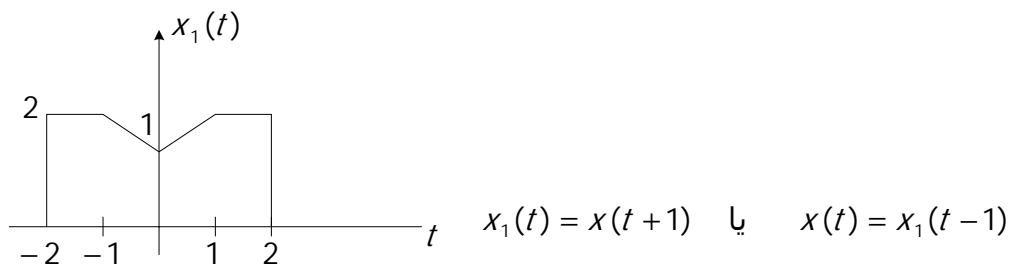 x₁(t)
2
1
−2 −1 1 2 t
x₁(t) = x(t + 1) یا x(t) = x₁(t − 1)